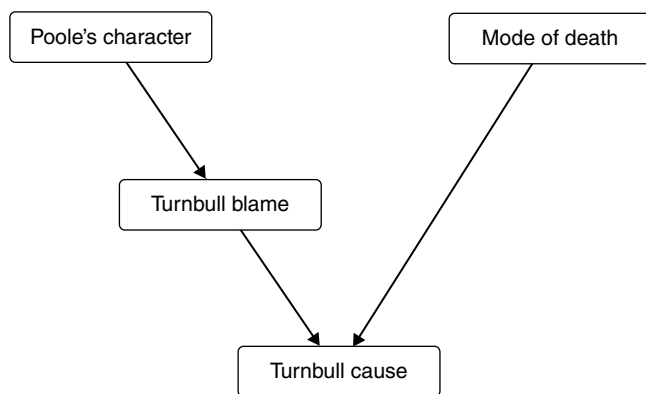 Poole’s character
Mode of death
Turnbull blame
Turnbull cause